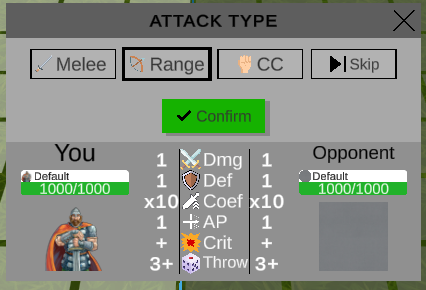 ATTACK TYPE
Melee Range CC Skip
Confirm
You Opponent
Default Default
1000/1000 1000/1000
1 Dmg 1
1 Def 1
x10 Coef x10
1 AP 1
+ Crit +
3+ Throw 3+